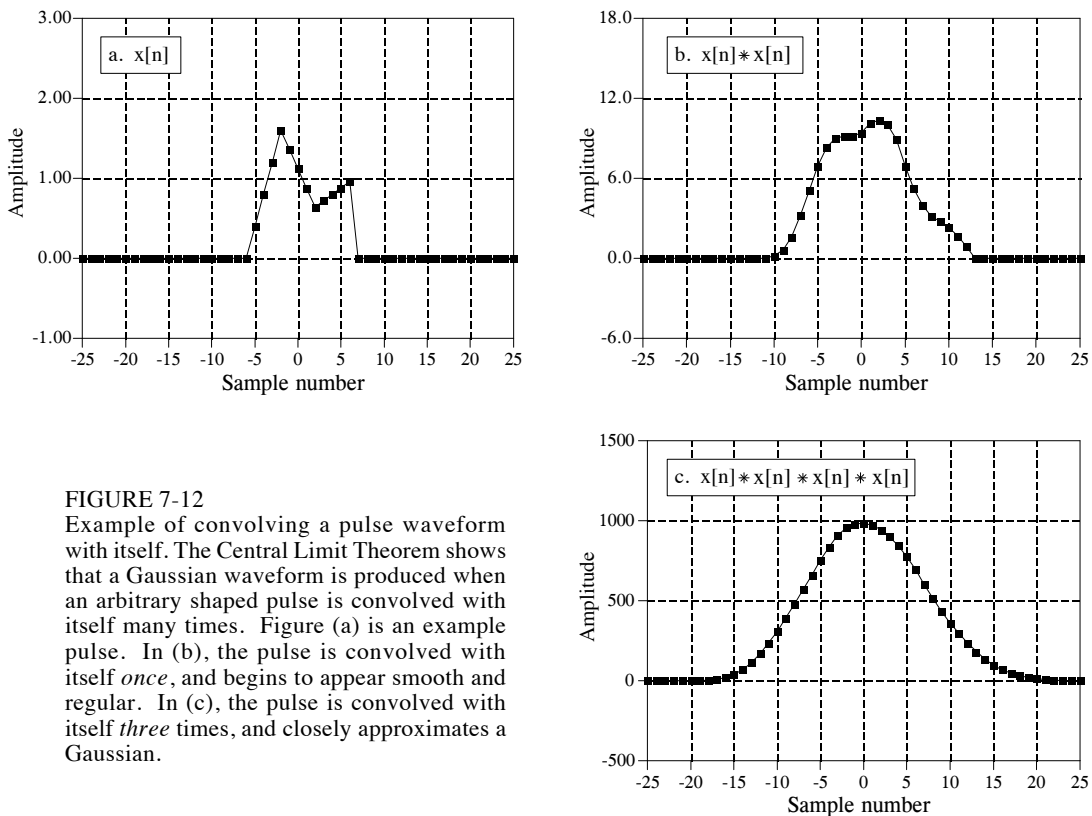 3.00
2.00
1.00
0.00
-1.00
-25 -20 -15 -10 -5 0 5 10 15 20 25
Sample number
Amplitude
a. x[n]
18.0
12.0
6.0
0.00
-6.0
-25 -20 -15 -10 -5 0 5 10 15 20 25
Sample number
Amplitude
b. x[n]∗x[n]
1500
1000
500
0
-500
-25 -20 -15 -10 -5 0 5 10 15 20 25
Sample number
Amplitude
c. x[n]∗x[n] ∗x[n]∗ x[n]
FIGURE 7-12
Example of convolving a pulse waveform
with itself. The Central Limit Theorem shows
that a Gaussian waveform is produced when
an arbitrary shaped pulse is convolved with
itself many times. Figure (a) is an example
pulse. In (b), the pulse is convolved with
itself once, and begins to appear smooth and
regular. In (c), the pulse is convolved with
itself three times, and closely approximates a
Gaussian.